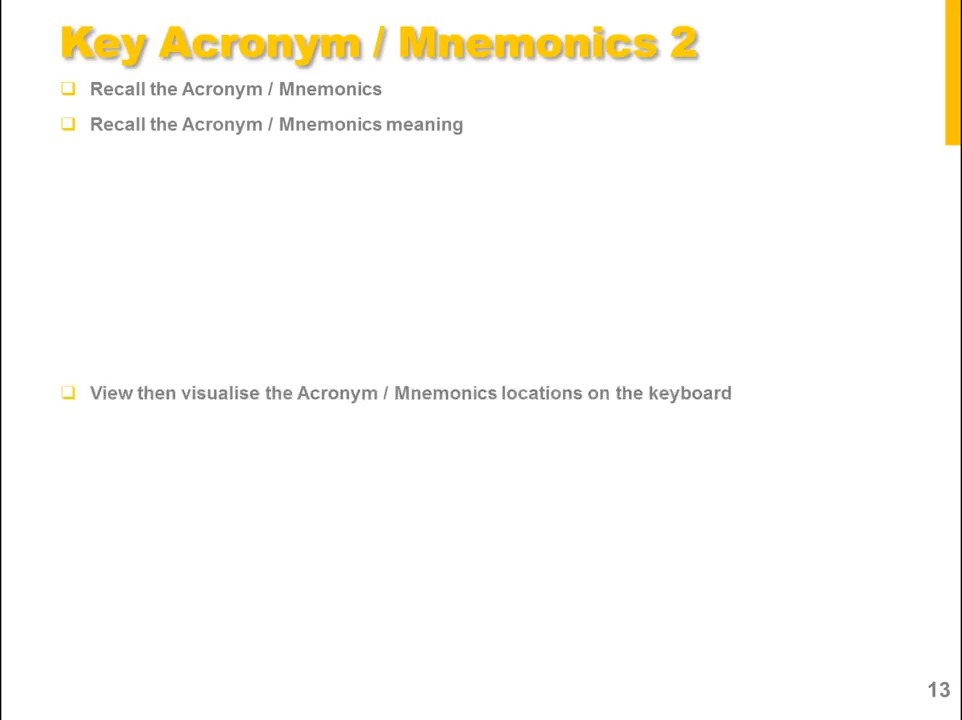 Key Acronym / Mnemonics 2
Recall the Acronym / Mnemonics
Recall the Acronym / Mnemonics meaning
View then visualise the Acronym / Mnemonics locations on the keyboard
13